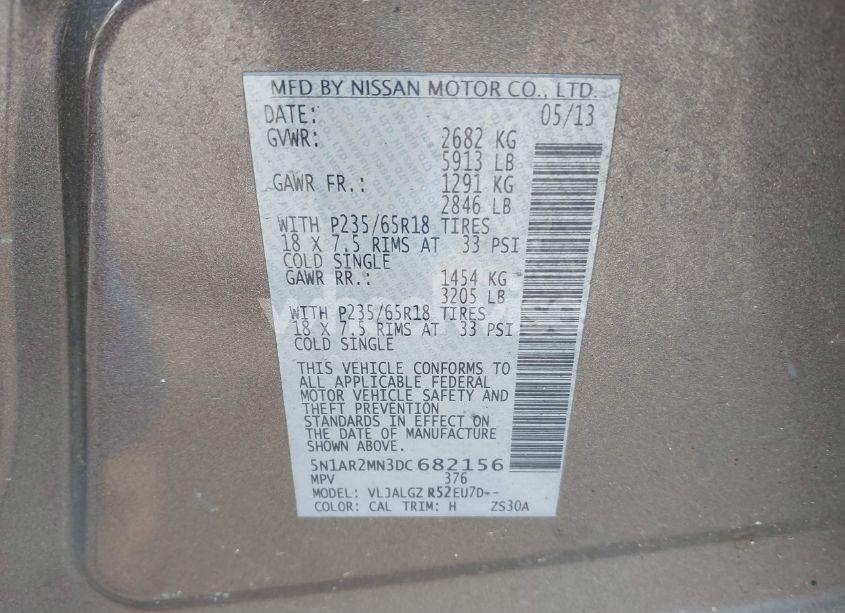 MFD BY NISSAN MOTOR CO., LTD.
DATE: 05/13
GVWR: 2682 KG
5913 LB
GAWR FR.: 1291 KG
2846 LB
WITH P235/65R18 TIRES
18 X 7.5 RIMS AT 33 PSI
COLD SINGLE
GAWR RR.: 1454 KG
3205 LB
WITH P235/65R18 TIRES
18 X 7.5 RIMS AT 33 PSI
COLD SINGLE
THIS VEHICLE CONFORMS TO
ALL APPLICABLE FEDERAL
MOTOR VEHICLE SAFETY AND
THEFT PREVENTION
STANDARDS IN EFFECT ON
THE DATE OF MANUFACTURE
SHOWN ABOVE.
5N1AR2MN3DC682156
MPV 376
MODEL: VLJALGZ R52EU7D--
COLOR: CAL TRIM: H ZS30A